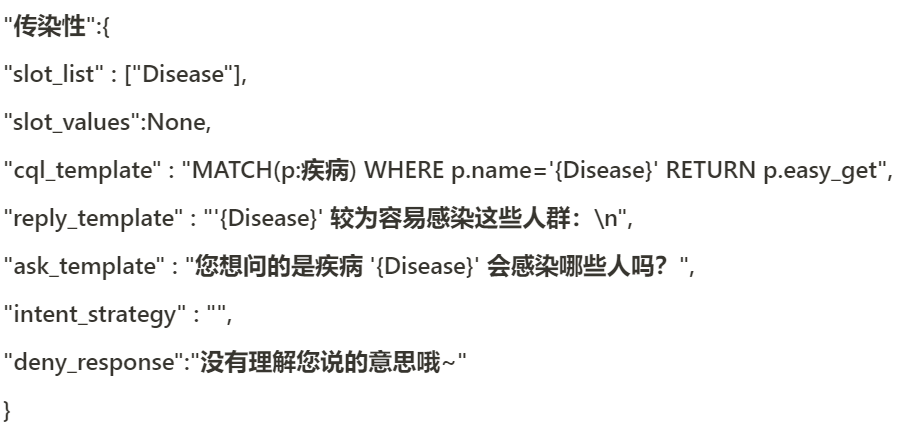 "传染性":{
"slot_list" : ["Disease"],
"slot_values":None,
"cql_template" : "MATCH(p:疾病) WHERE p.name='{Disease}' RETURN p.easy_get",
"reply_template" : "'{Disease}' 较为容易感染这些人群：\n",
"ask_template" : "您想问的是疾病 '{Disease}' 会感染哪些人吗？",
"intent_strategy" : "",
"deny_response":"没有理解您说的意思哦~"
}